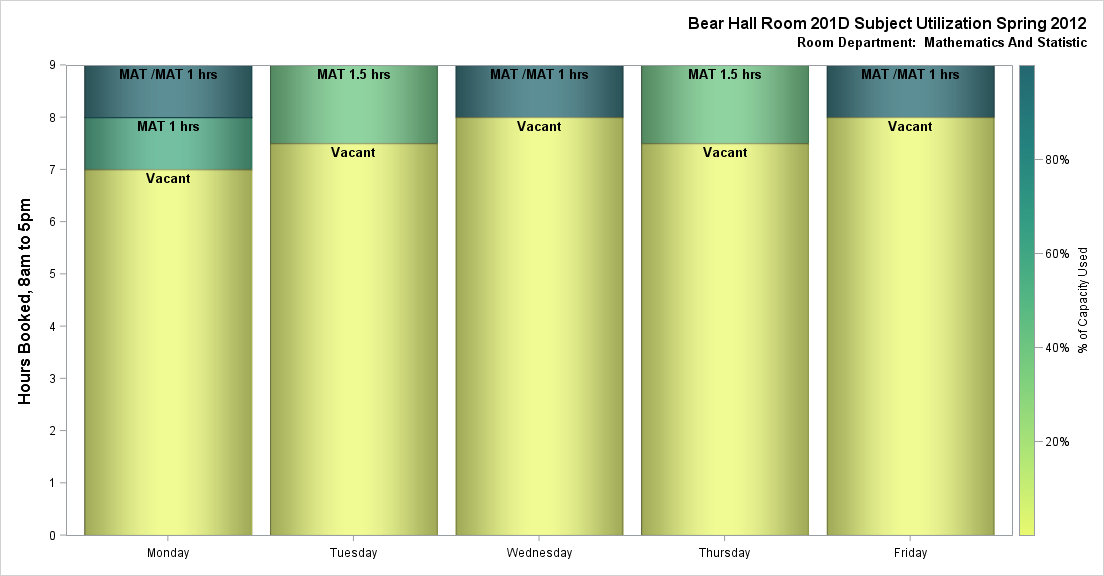 Bear Hall Room 201D Subject Utilization Spring 2012
Room Department:  Mathematics And Statistic
Hours Booked, 8am to 5pm
9
8
7
6
5
4
3
2
1
0
MAT /MAT 1 hrs
MAT 1 hrs
Vacant
MAT 1.5 hrs
Vacant
MAT /MAT 1 hrs
Vacant
MAT 1.5 hrs
Vacant
MAT /MAT 1 hrs
Vacant
Monday
Tuesday
Wednesday
Thursday
Friday
80%
60%
40%
20%
% of Capacity Used